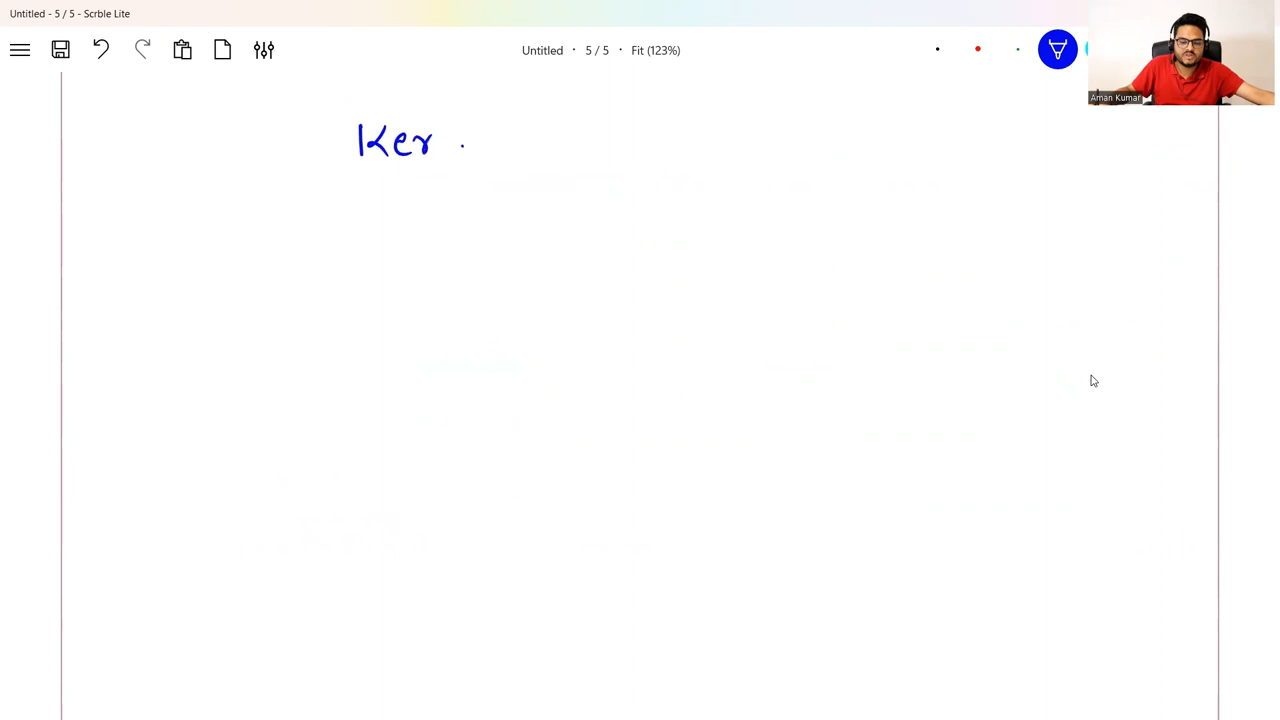 Untitled - 5 / 5 - Scrble Lite
Untitled · 5 / 5 · Fit (123%)
Aman Kumar
Ker .